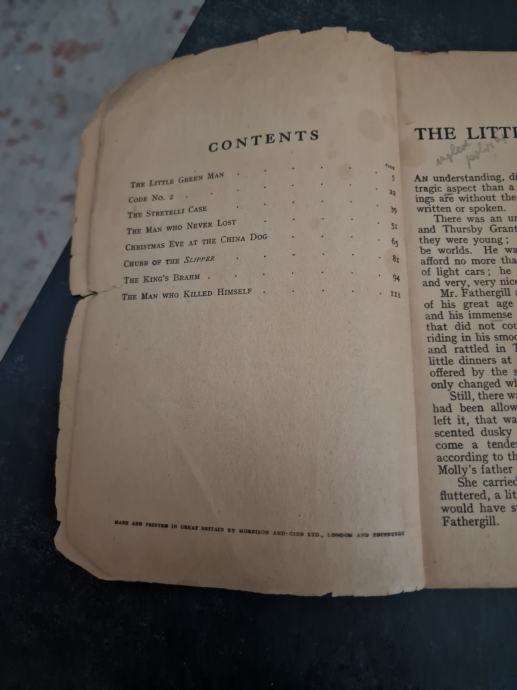 CONTENTS
PAGE
THE LITTLE GREEN MAN 5
CODE NO. 2 22
THE STRETELLI CASE 39
THE MAN WHO NEVER LOST 51
CHRISTMAS EVE AT THE CHINA DOG 65
CHUBB OF THE SLIPPER 81
THE KING'S BRAHM 94
THE MAN WHO KILLED HIMSELF 111
MADE AND PRINTED IN GREAT BRITAIN BY MORRISON AND GIBB LTD., LONDON AND EDINBURGH
THE LITT
AN understanding, di
tragic aspect than a
ings are without the
written or spoken.
There was an un
and Thursby Grant
they were young;
be worlds. He wa
afford no more tha
of light cars; he
and very, very nice
Mr. Fathergill a
of his great age
and his immense
that did not cou
riding in his smoo
and rattled in T
little dinners at
offered by the s
only changed wh
Still, there wa
had been allow
left it, that wa
scented dusky
come a tende
according to th
Molly's father
She carried
fluttered, a lit
would have s
Fathergill.